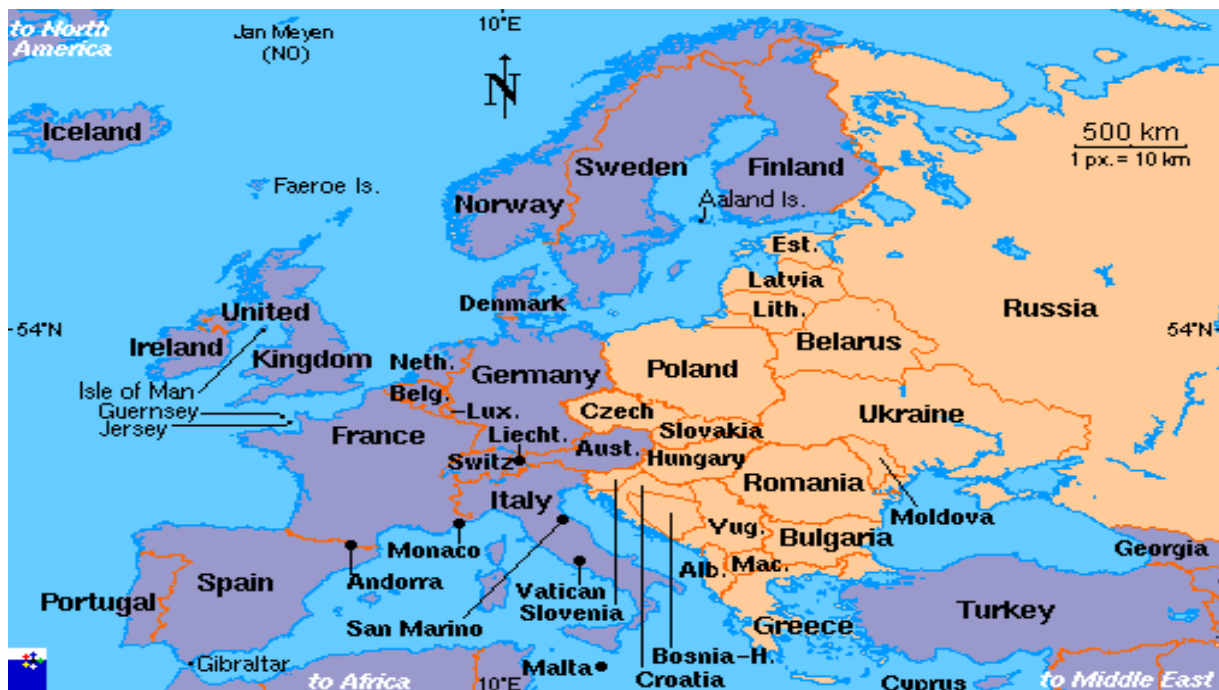 to North
America
Jan Meyen
(NO)
10°E
N
Iceland
500 km
1 px. = 10 km
Sweden
Finland
Faeroe Is.
Norway
Aaland Is.
Est.
Latvia
Denmark
Lith.
Russia
United
54°N
54°N
Ireland
Kingdom
Belarus
Neth.
Germany
Poland
Isle of Man
Belg.
Guernsey
Lux.
Czech
Ukraine
Jersey
France
Liecht.
Slovakia
Switz
Aust.
Hungary
Italy
Romania
Moldova
Yug.
Bulgaria
Monaco
Georgia
Andorra
Alb.
Mac.
Spain
Vatican
Portugal
Slovenia
Turkey
San Marino
Greece
Gibraltar
Malta
Bosnia-H.
to Africa
10°E
Croatia
Cyprus
to Middle East